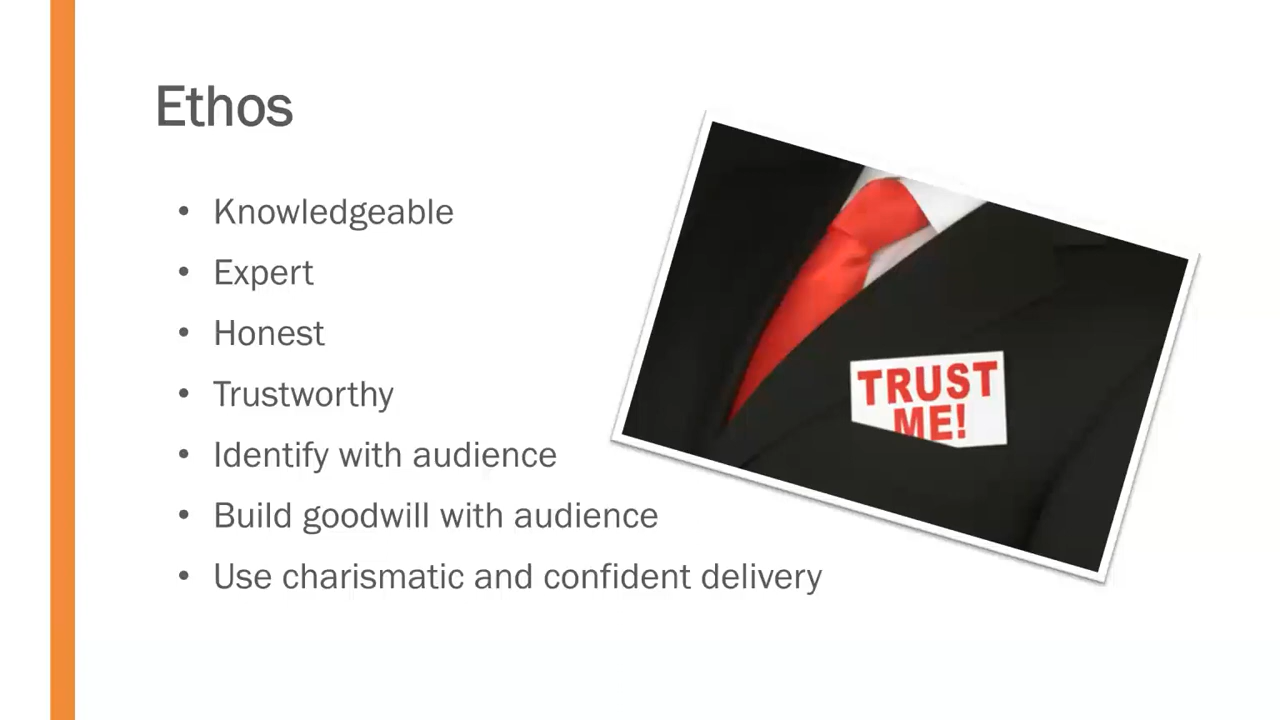 Ethos
• Knowledgeable
• Expert
• Honest
• Trustworthy
• Identify with audience
• Build goodwill with audience
• Use charismatic and confident delivery
TRUST
ME!